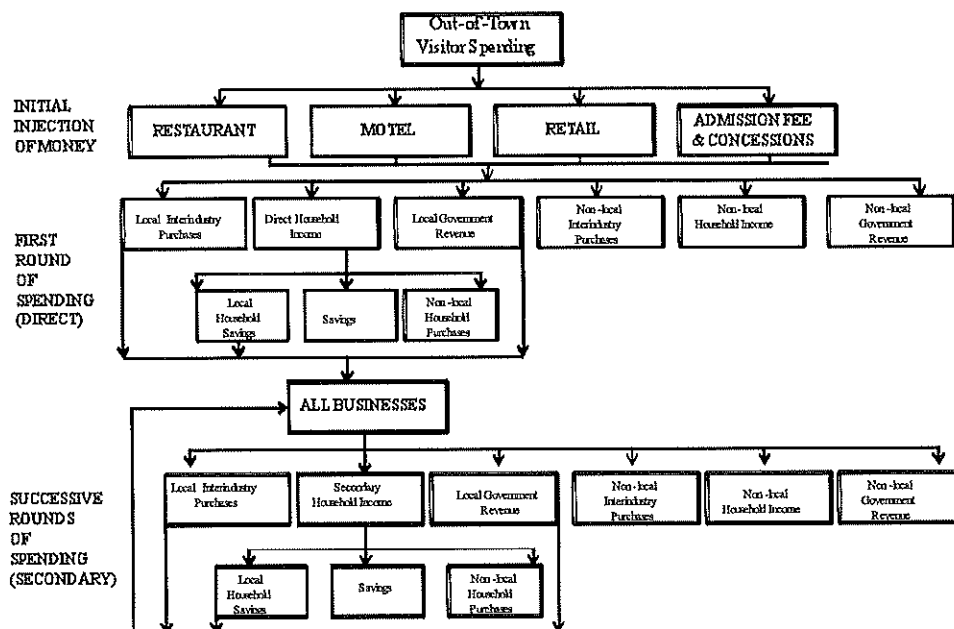 Out-of-Town
Visitor Spending
INITIAL
INJECTION
OF MONEY
RESTAURANT
MOTEL
RETAIL
ADMISSION FEE
& CONCESSIONS
FIRST
ROUND
OF
SPENDING
(DIRECT)
Local Interindustry
Purchases
Direct Household
Income
Local Government
Revenue
Non-local
Interindustry
Purchases
Non-local
Household Income
Non-local
Government
Revenue
Local
Household
Savings
Savings
Non-local
Household
Purchases
ALL BUSINESSES
SUCCESSIVE
ROUNDS
OF
SPENDING
(SECONDARY)
Local Interindustry
Purchases
Secondary
Household Income
Local Government
Revenue
Non-local
Interindustry
Purchases
Non-local
Household Income
Non-local
Government
Revenue
Local
Household
Savings
Savings
Non-local
Household
Purchases